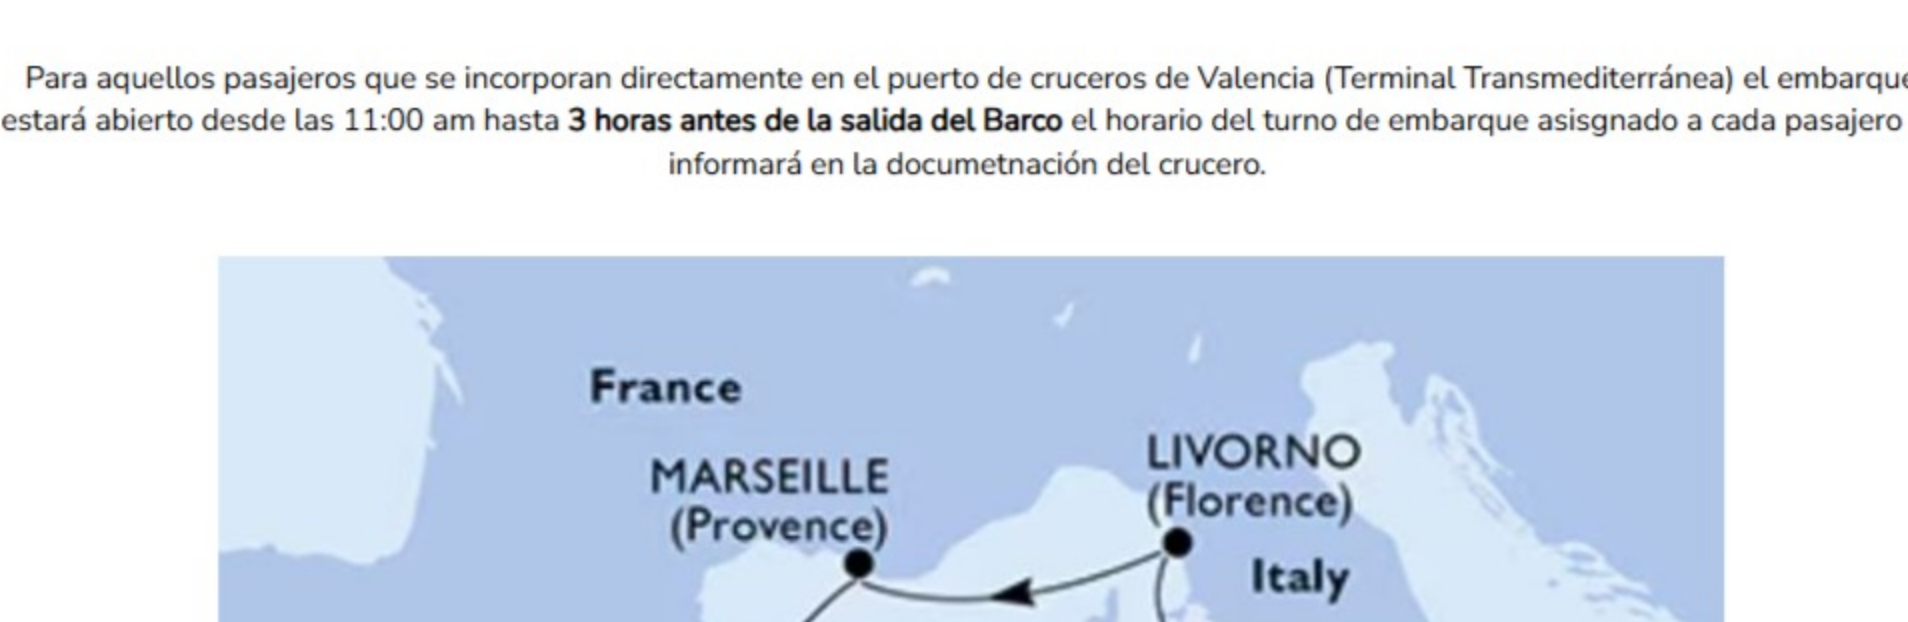 Para aquellos pasajeros que se incorporan directamente en el puerto de cruceros de Valencia (Terminal Transmediterránea) el embarque
estará abierto desde las 11:00 am hasta 3 horas antes de la salida del Barco el horario del turno de embarque asisgnado a cada pasajero
informará en la documetnación del crucero.
France
LIVORNO
(Florence)
MARSEILLE
(Provence)
Italy